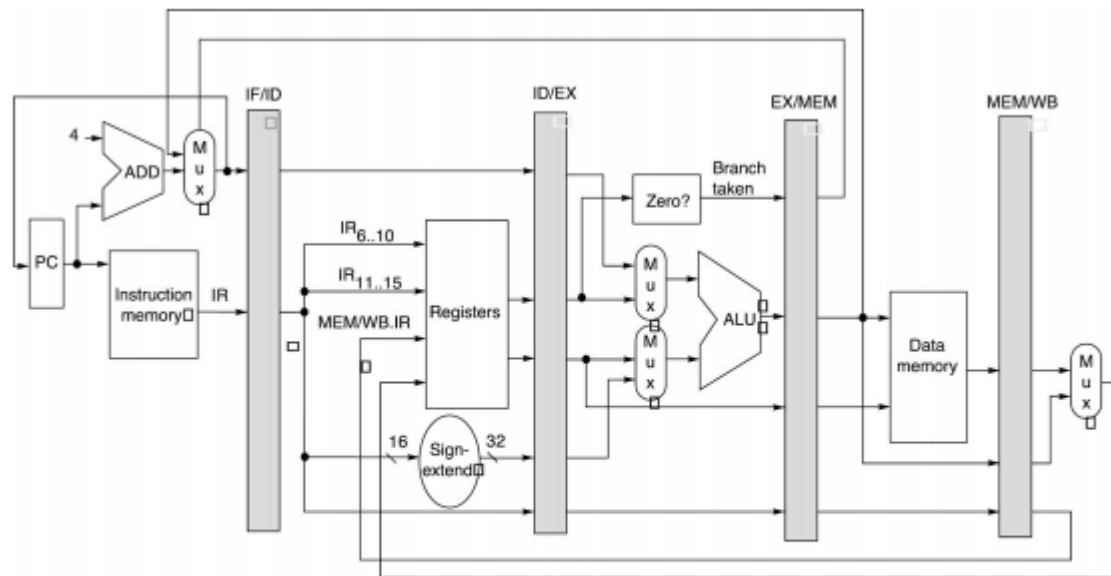 IF/ID
ID/EX
EX/MEM
MEM/WB
4
ADD
M
u
x
Branch
taken
Zero?
PC
IR6..10
M
u
x
Instruction
memory
IR
IR11..15
Registers
ALU
MEM/WB.IR
M
u
x
Data
memory
M
u
x
16
Sign-
extend
32